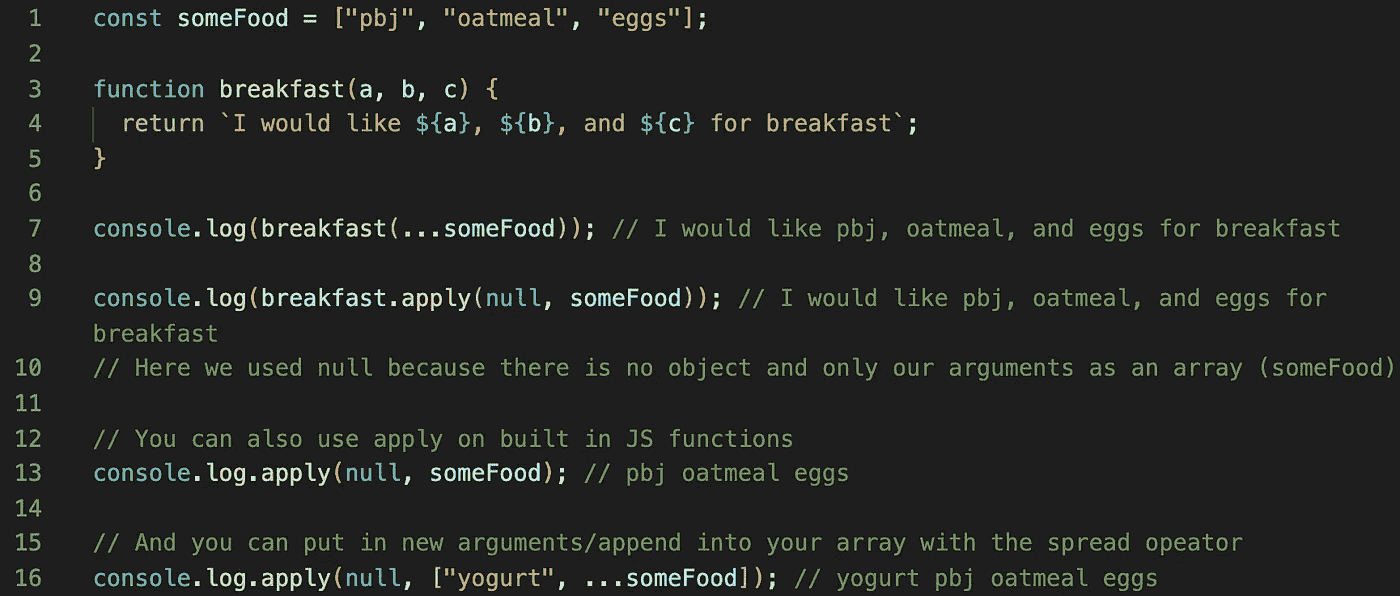 1 const someFood = ["pbj", "oatmeal", "eggs"];
2
3 function breakfast(a, b, c) {
4 return `I would like ${a}, ${b}, and ${c} for breakfast`;
5 }
6
7 console.log(breakfast(...someFood)); // I would like pbj, oatmeal, and eggs for breakfast
8
9 console.log(breakfast.apply(null, someFood)); // I would like pbj, oatmeal, and eggs for
breakfast
10 // Here we used null because there is no object and only our arguments as an array (someFood)
11
12 // You can also use apply on built in JS functions
13 console.log.apply(null, someFood); // pbj oatmeal eggs
14
15 // And you can put in new arguments/append into your array with the spread opeator
16 console.log.apply(null, ["yogurt", ...someFood]); // yogurt pbj oatmeal eggs